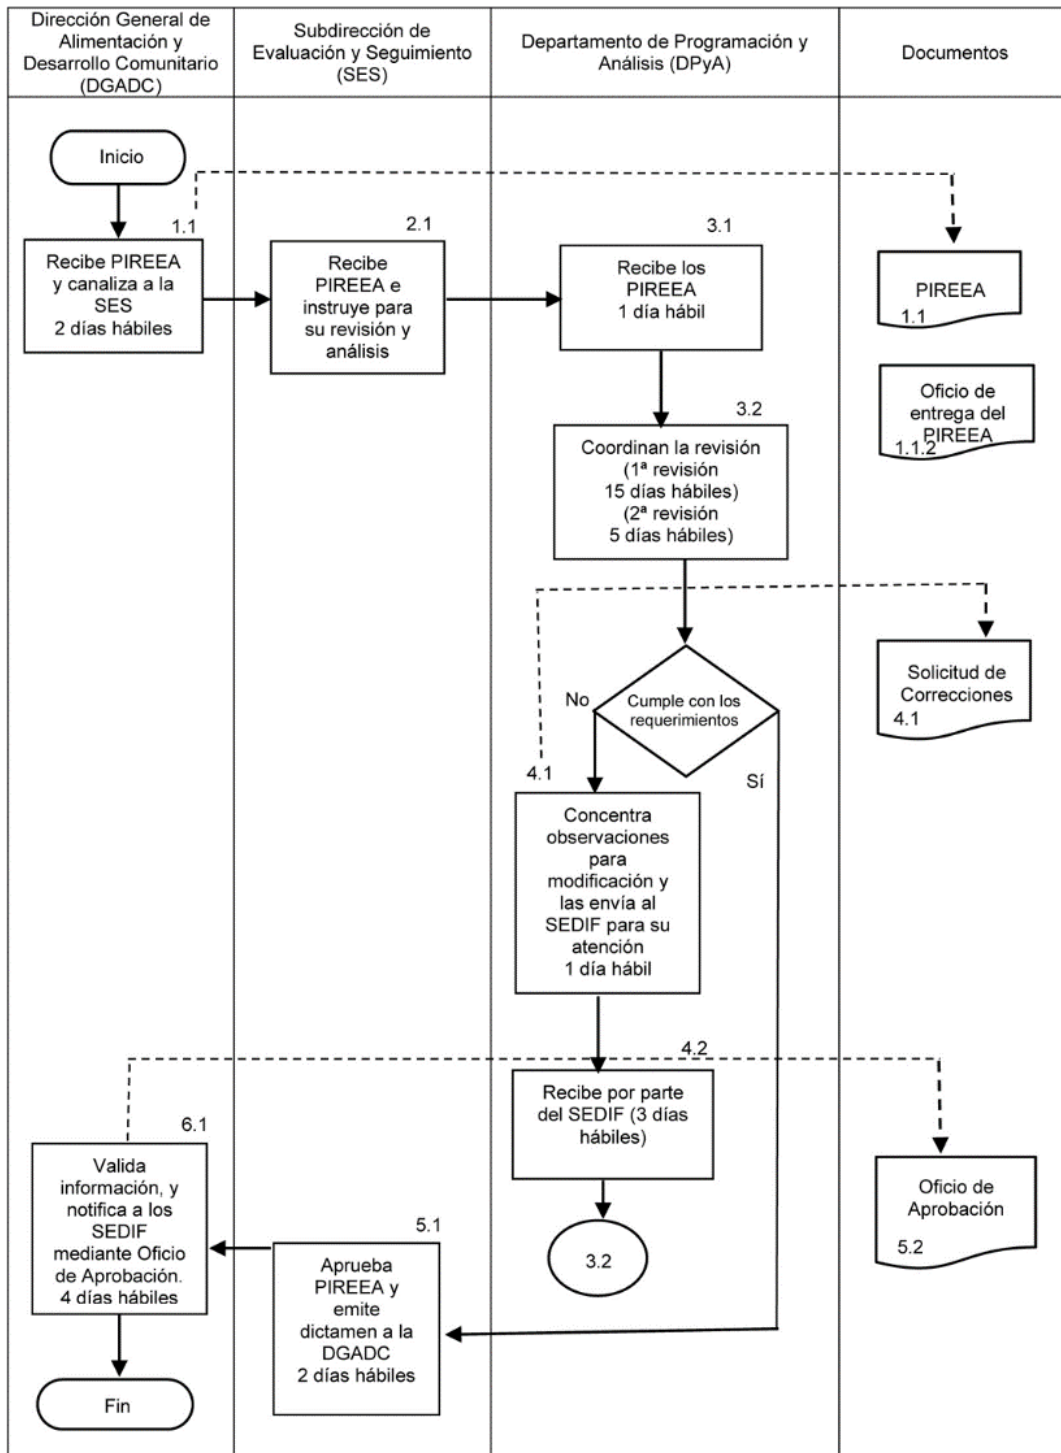 Dirección General de
Alimentación y
Desarrollo Comunitario
(DGADC)
Subdirección de
Evaluación y Seguimiento
(SES)
Departamento de Programación y
Análisis (DPyA)
Documentos
Inicio
1.1
Recibe PIREEA
y canaliza a la
SES
2 días hábiles
2.1
Recibe
PIREEA e
instruye para
su revisión y
análisis
3.1
Recibe los
PIREEA
1 día hábil
PIREEA
1.1
Oficio de
entrega del
PIREEA
1.1.2
3.2
Coordinan la revisión
(1ª revisión
15 días hábiles)
(2ª revisión
5 días hábiles)
Solicitud de
Correcciones
4.1
Cumple con los
requerimientos
No
Sí
4.1
Concentra
observaciones
para
modificación y
las envía al
SEDIF para su
atención
1 día hábil
4.2
Recibe por parte
del SEDIF (3 días
hábiles)
3.2
6.1
Valida
información, y
notifica a los
SEDIF
mediante Oficio
de Aprobación.
4 días hábiles
5.1
Aprueba
PIREEA y
emite
dictamen a la
DGADC
2 días hábiles
Oficio de
Aprobación
5.2
Fin